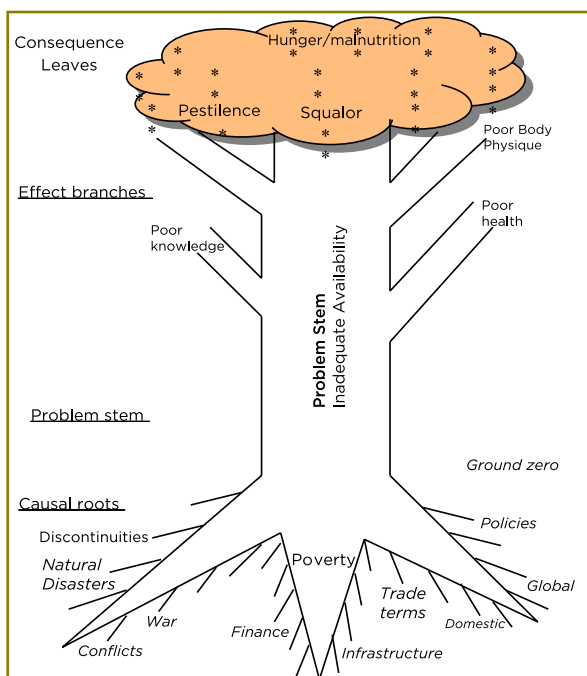 Consequence
Leaves
Hunger/malnutrition
Pestilence
Squalor
Poor Body
Physique
Effect branches
Poor
knowledge
Poor
health
Problem Stem
Inadequate Availability
Problem stem
Ground zero
Causal roots
Discontinuities
Policies
Natural
Disasters
Poverty
Global
War
Finance
Trade
terms
Domestic
Conflicts
Infrastructure